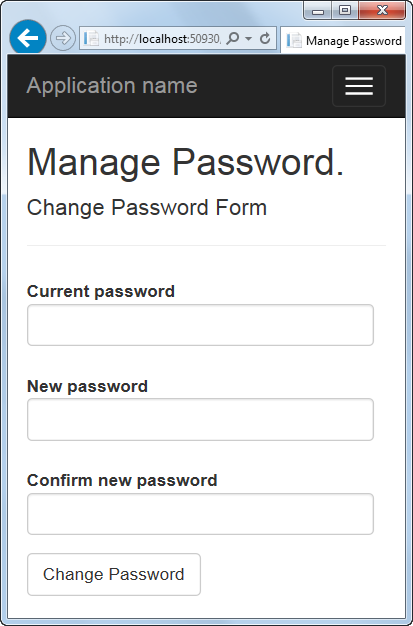 http://localhost:50930,
Manage Password
Application name
Manage Password.
Change Password Form
Current password
New password
Confirm new password
Change Password